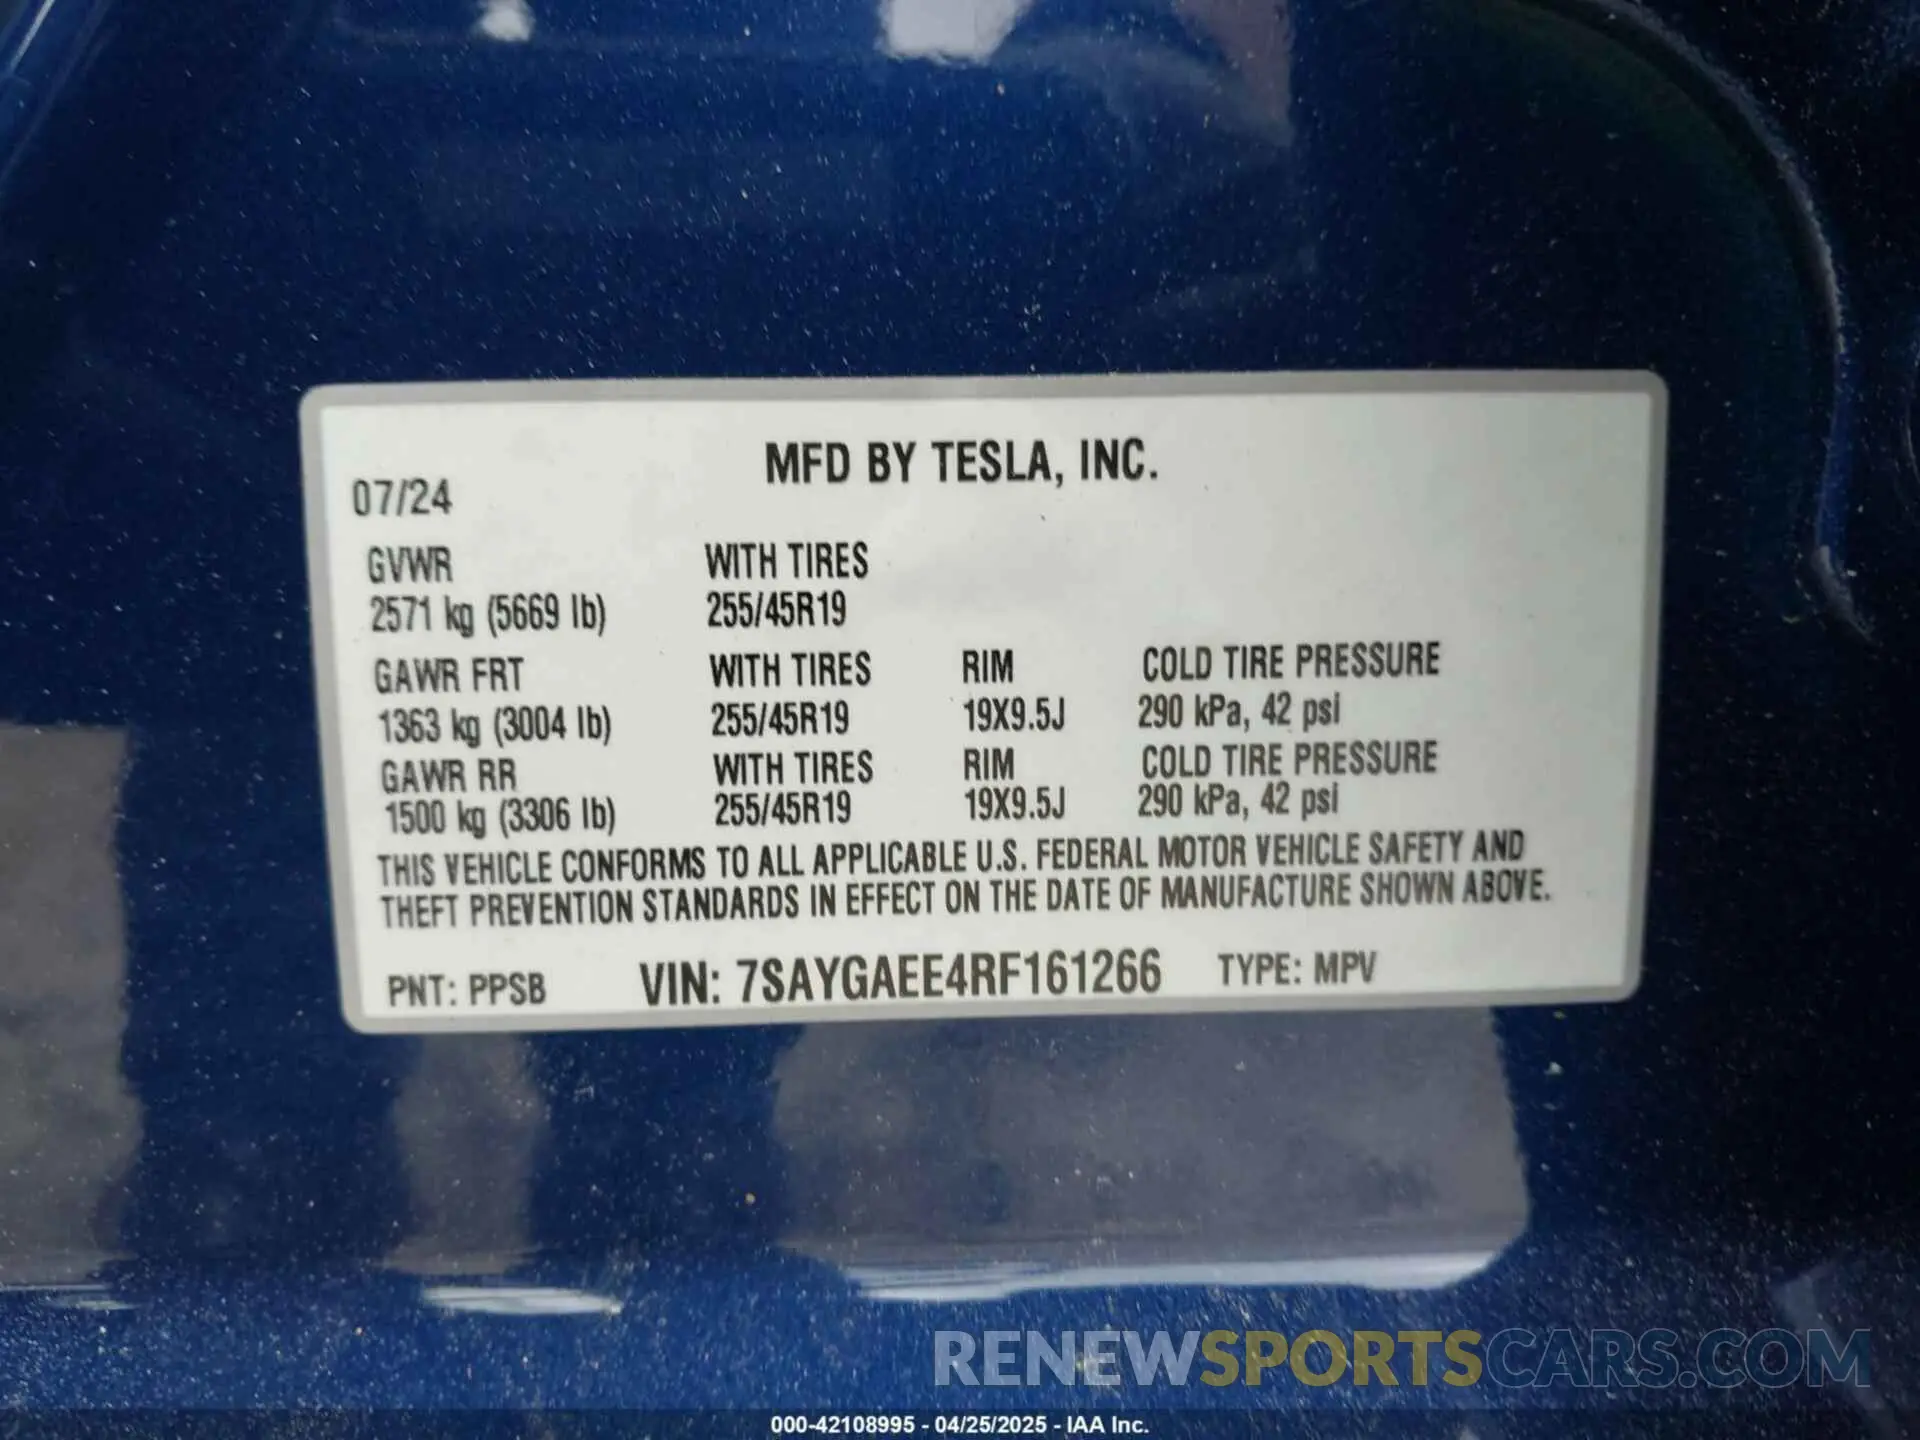 MFD BY TESLA, INC.
07/24
GVWR WITH TIRES
2571 kg (5669 lb) 255/45R19
GAWR FRT WITH TIRES RIM COLD TIRE PRESSURE
1363 kg (3004 lb) 255/45R19 19X9.5J 290 kPa, 42 psi
GAWR RR WITH TIRES RIM COLD TIRE PRESSURE
1500 kg (3306 lb) 255/45R19 19X9.5J 290 kPa, 42 psi
THIS VEHICLE CONFORMS TO ALL APPLICABLE U.S. FEDERAL MOTOR VEHICLE SAFETY AND
THEFT PREVENTION STANDARDS IN EFFECT ON THE DATE OF MANUFACTURE SHOWN ABOVE.
PNT: PPSB VIN: 7SAYGAEE4RF161266 TYPE: MPV
RENEWSPORTSCARS.COM
000-42108995 - 04/25/2025 - IAA Inc.